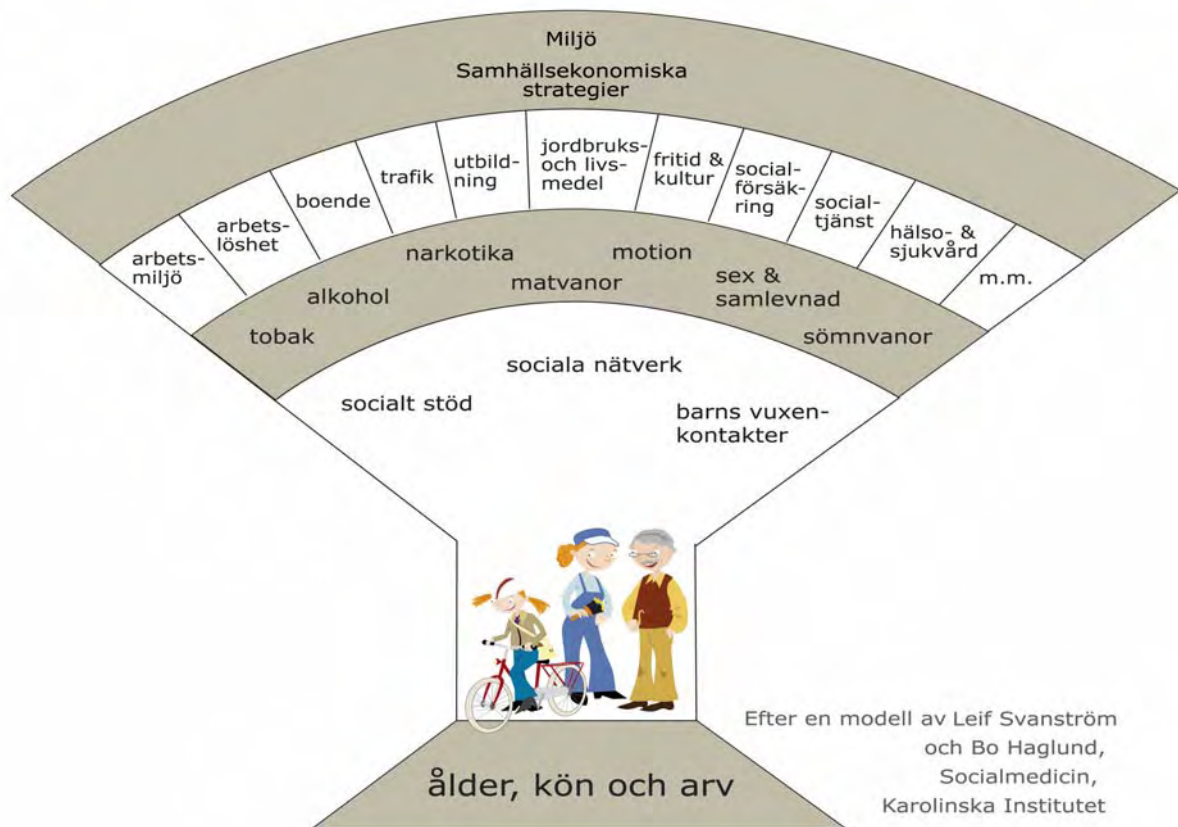 Miljö
Samhällsekonomiska
strategier
arbets-
miljö
arbets-
löshet
boende
trafik
utbild-
ning
jordbruks-
och livs-
medel
fritid &
kultur
social-
försäk-
ring
social-
tjänst
hälso- &
sjukvård
m.m.
tobak
alkohol
narkotika
matvanor
motion
sex &
samlevnad
sömnvanor
socialt stöd
sociala nätverk
barns vuxen-
kontakter
ålder, kön och arv
Efter en modell av Leif Svanström
och Bo Haglund,
Socialmedicin,
Karolinska Institutet